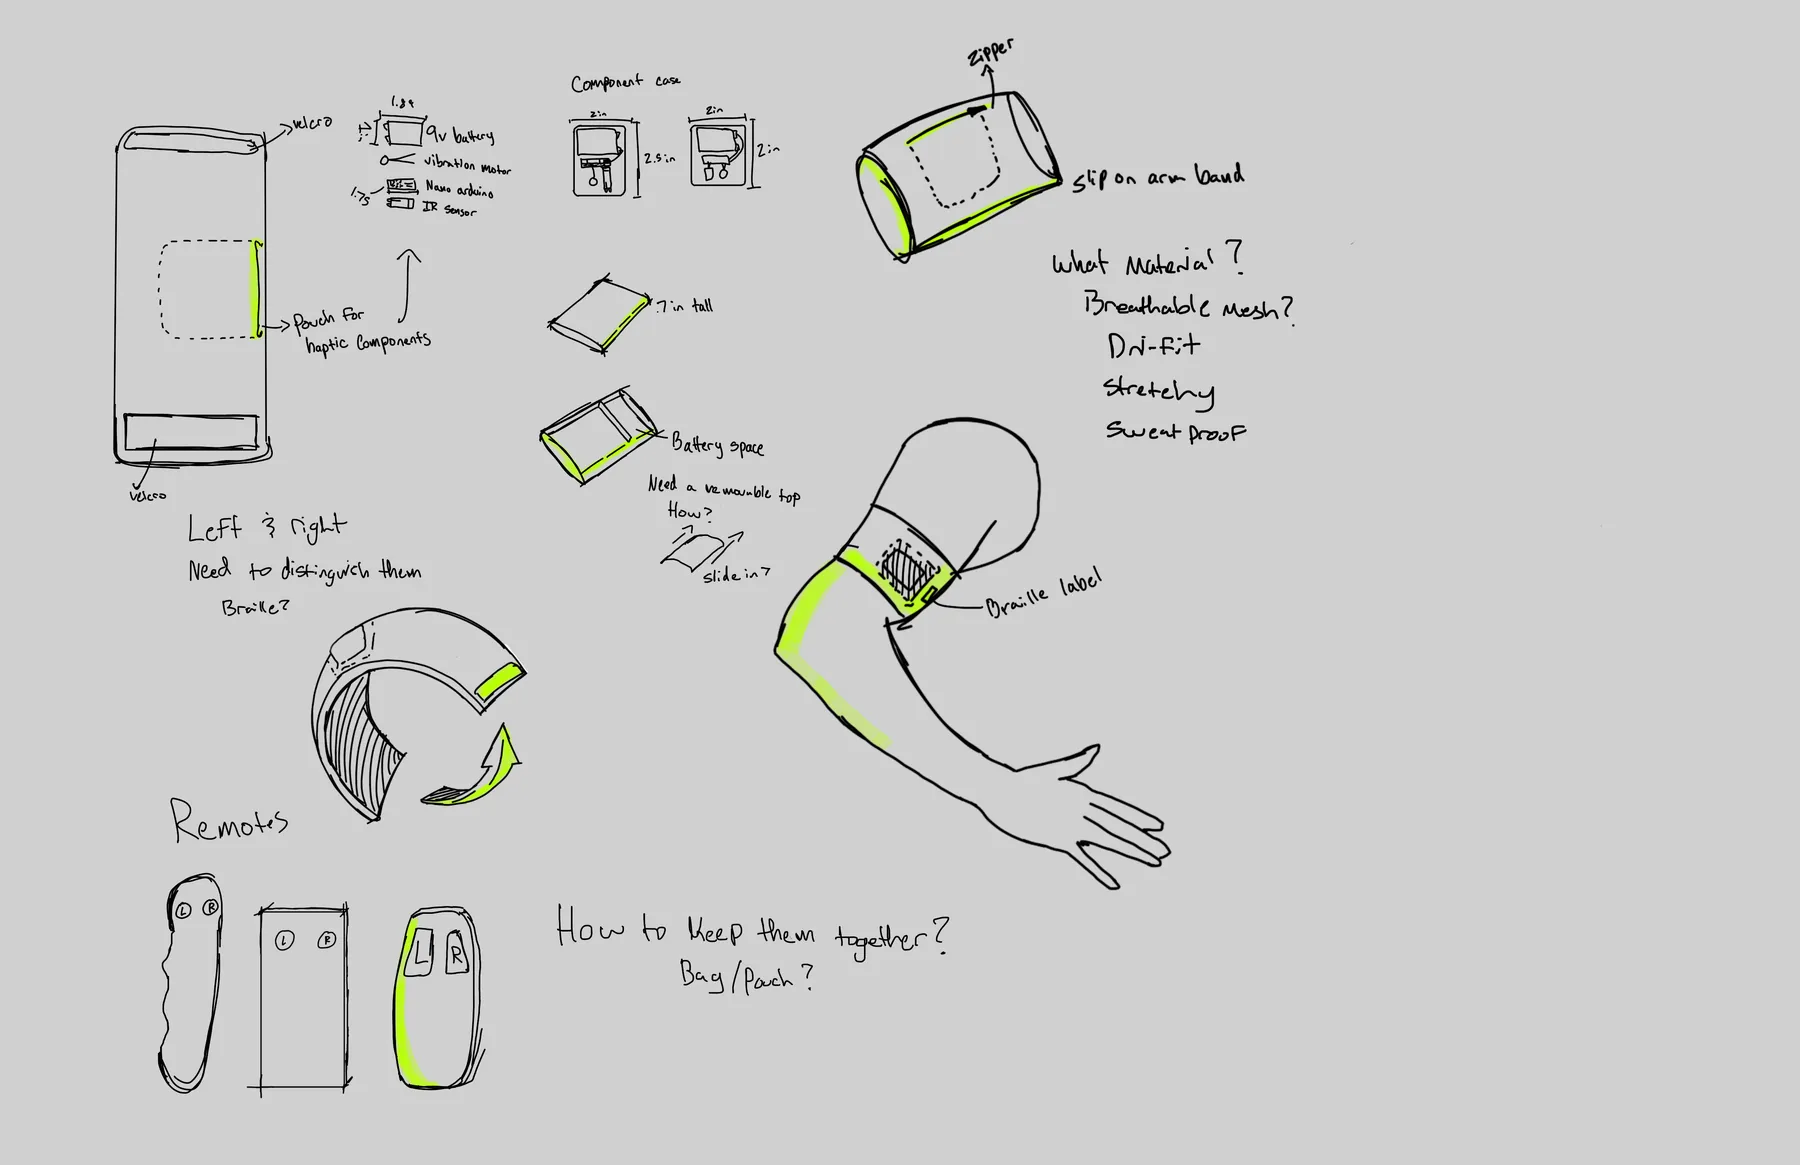 velcro
1.89
9v battery
vibration motor
1.75
Nano arduino
IR sensor
Pouch for
haptic components
velcro
Component case
2in
2.5in
2in
2in
.7in tall
Battery space
Need a removable top
How?
slide in?
Zipper
slip on arm band
What Material?
Breathable Mesh?
Dri-fit
Stretchy
Sweat proof
Left & right
Need to distinguish them
Braille?
Braille label
Remotes
L R
L R
L R
How to keep them together?
Bag/Pouch?